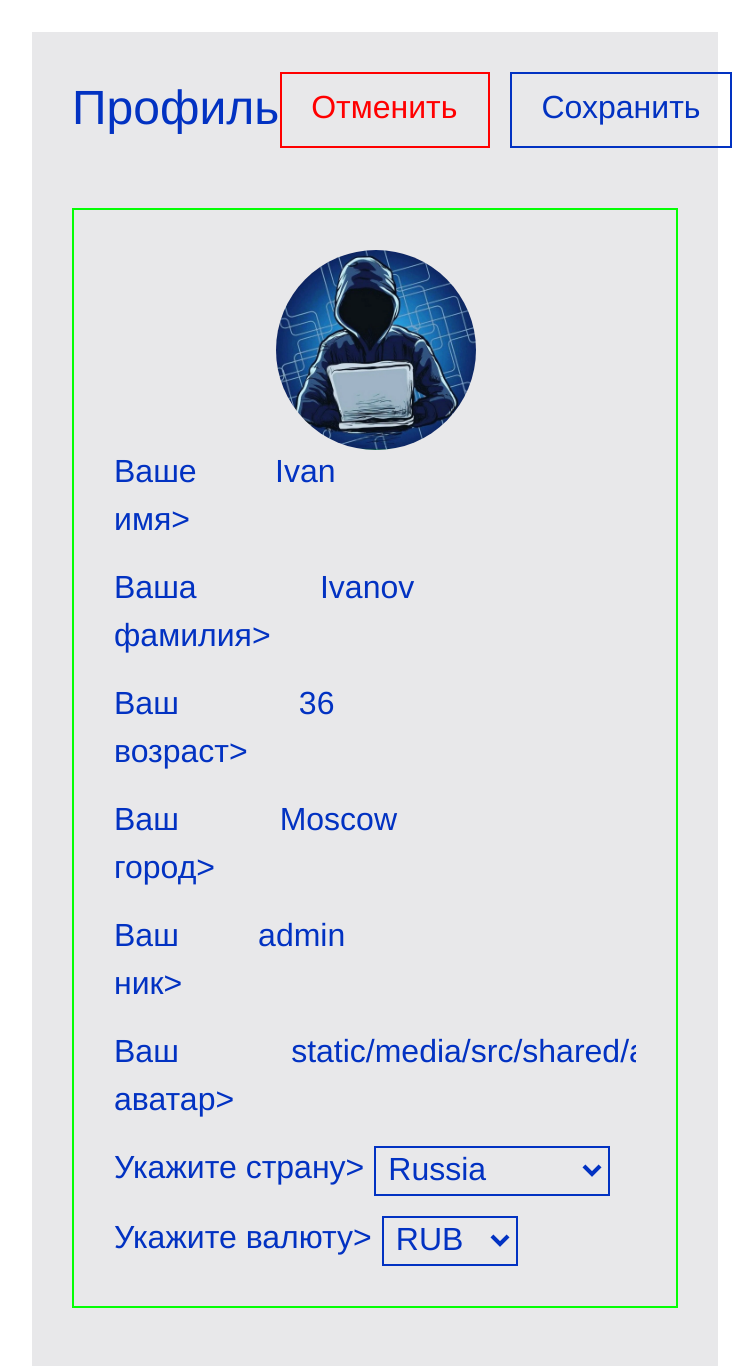 Профиль Отменить Сохранить
Ваше Ivan
имя>
Ваша Ivanov
фамилия>
Ваш 36
возраст>
Ваш Moscow
город>
Ваш admin
ник>
Ваш static/media/src/shared/a
аватар>
Укажите страну> Russia
Укажите валюту> RUB